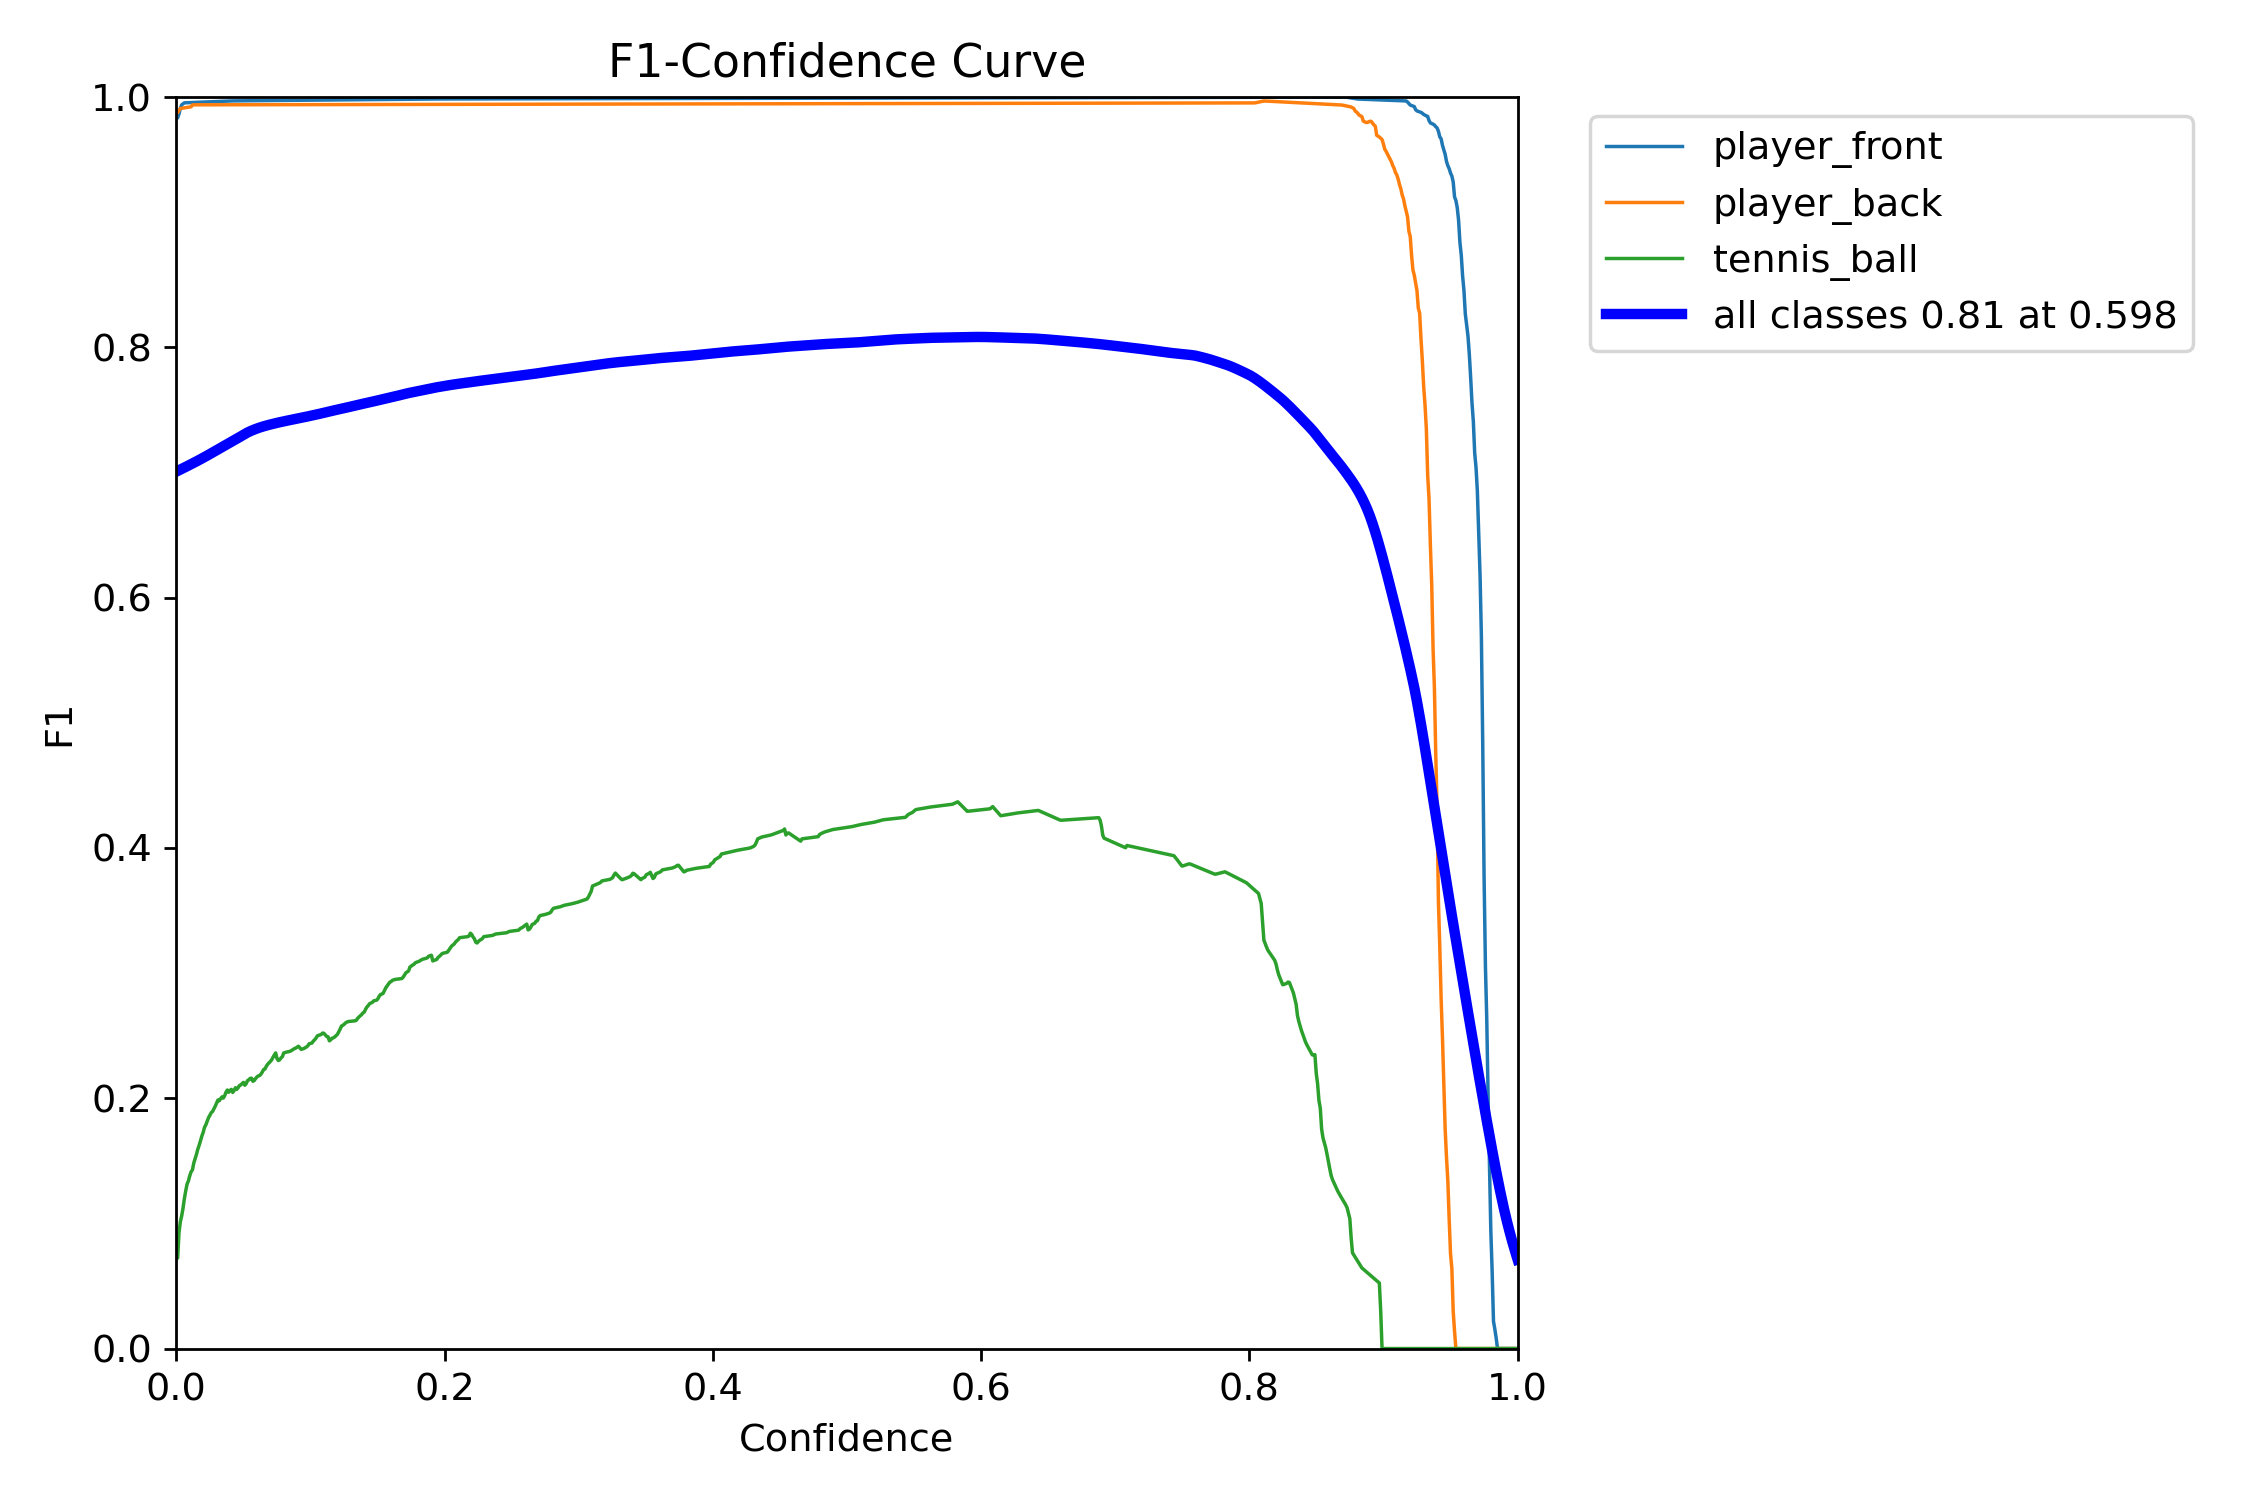 F1-Confidence Curve
1.0
0.8
0.6
0.4
0.2
0.0
F1
0.0 0.2 0.4 0.6 0.8 1.0
Confidence
player_front
player_back
tennis_ball
all classes 0.81 at 0.598